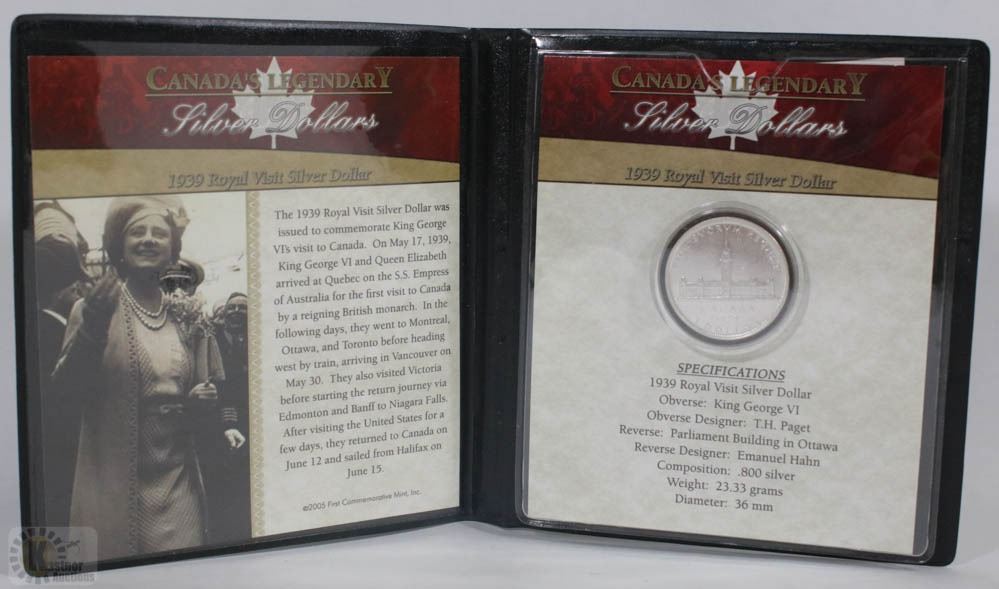 CANADA'S LEGENDARY
Silver Dollars
1939 Royal Visit Silver Dollar
The 1939 Royal Visit Silver Dollar was
issued to commemorate King George
VI's visit to Canada. On May 17, 1939,
King George VI and Queen Elizabeth
arrived at Quebec on the S.S. Empress
of Australia for the first visit to Canada
by a reigning British monarch. In the
following days, they went to Montreal,
Ottawa, and Toronto before heading
west by train, arriving in Vancouver on
May 30. They also visited Victoria
before starting the return journey via
Edmonton and Banff to Niagara Falls.
After visiting the United States for a
few days, they returned to Canada on
June 12 and sailed from Halifax on
June 15.
©2005 First Commemorative Mint, Inc.
CANADA'S LEGENDARY
Silver Dollars
1939 Royal Visit Silver Dollar
SPECIFICATIONS
1939 Royal Visit Silver Dollar
Obverse: King George VI
Obverse Designer: T.H. Paget
Reverse: Parliament Building in Ottawa
Reverse Designer: Emanuel Hahn
Composition: .800 silver
Weight: 23.33 grams
Diameter: 36 mm
Kastner
Auctions